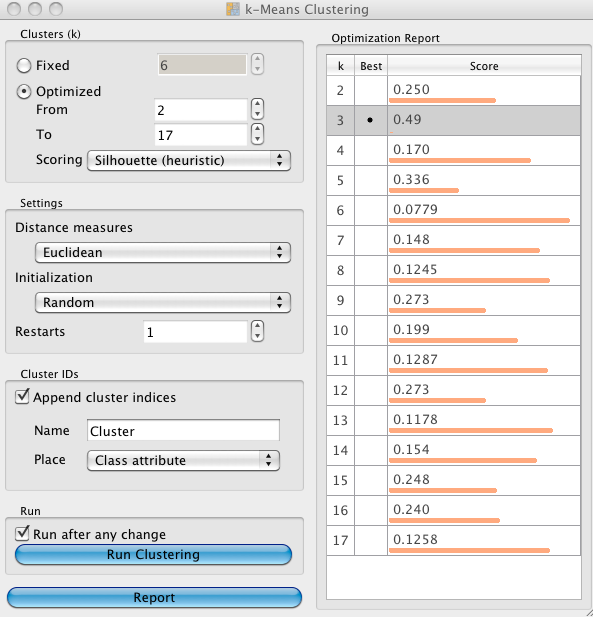 k-Means Clustering
Clusters (k)
Fixed
6
Optimized
From
2
To
17
Scoring
Silhouette (heuristic)
Settings
Distance measures
Euclidean
Initialization
Random
Restarts
1
Cluster IDs
Append cluster indices
Name
Cluster
Place
Class attribute
Run
Run after any change
Run Clustering
Report
Optimization Report
k Best Score
2 0.250
3 • 0.49
4 0.170
5 0.336
6 0.0779
7 0.148
8 0.1245
9 0.273
10 0.199
11 0.1287
12 0.273
13 0.1178
14 0.154
15 0.248
16 0.240
17 0.1258